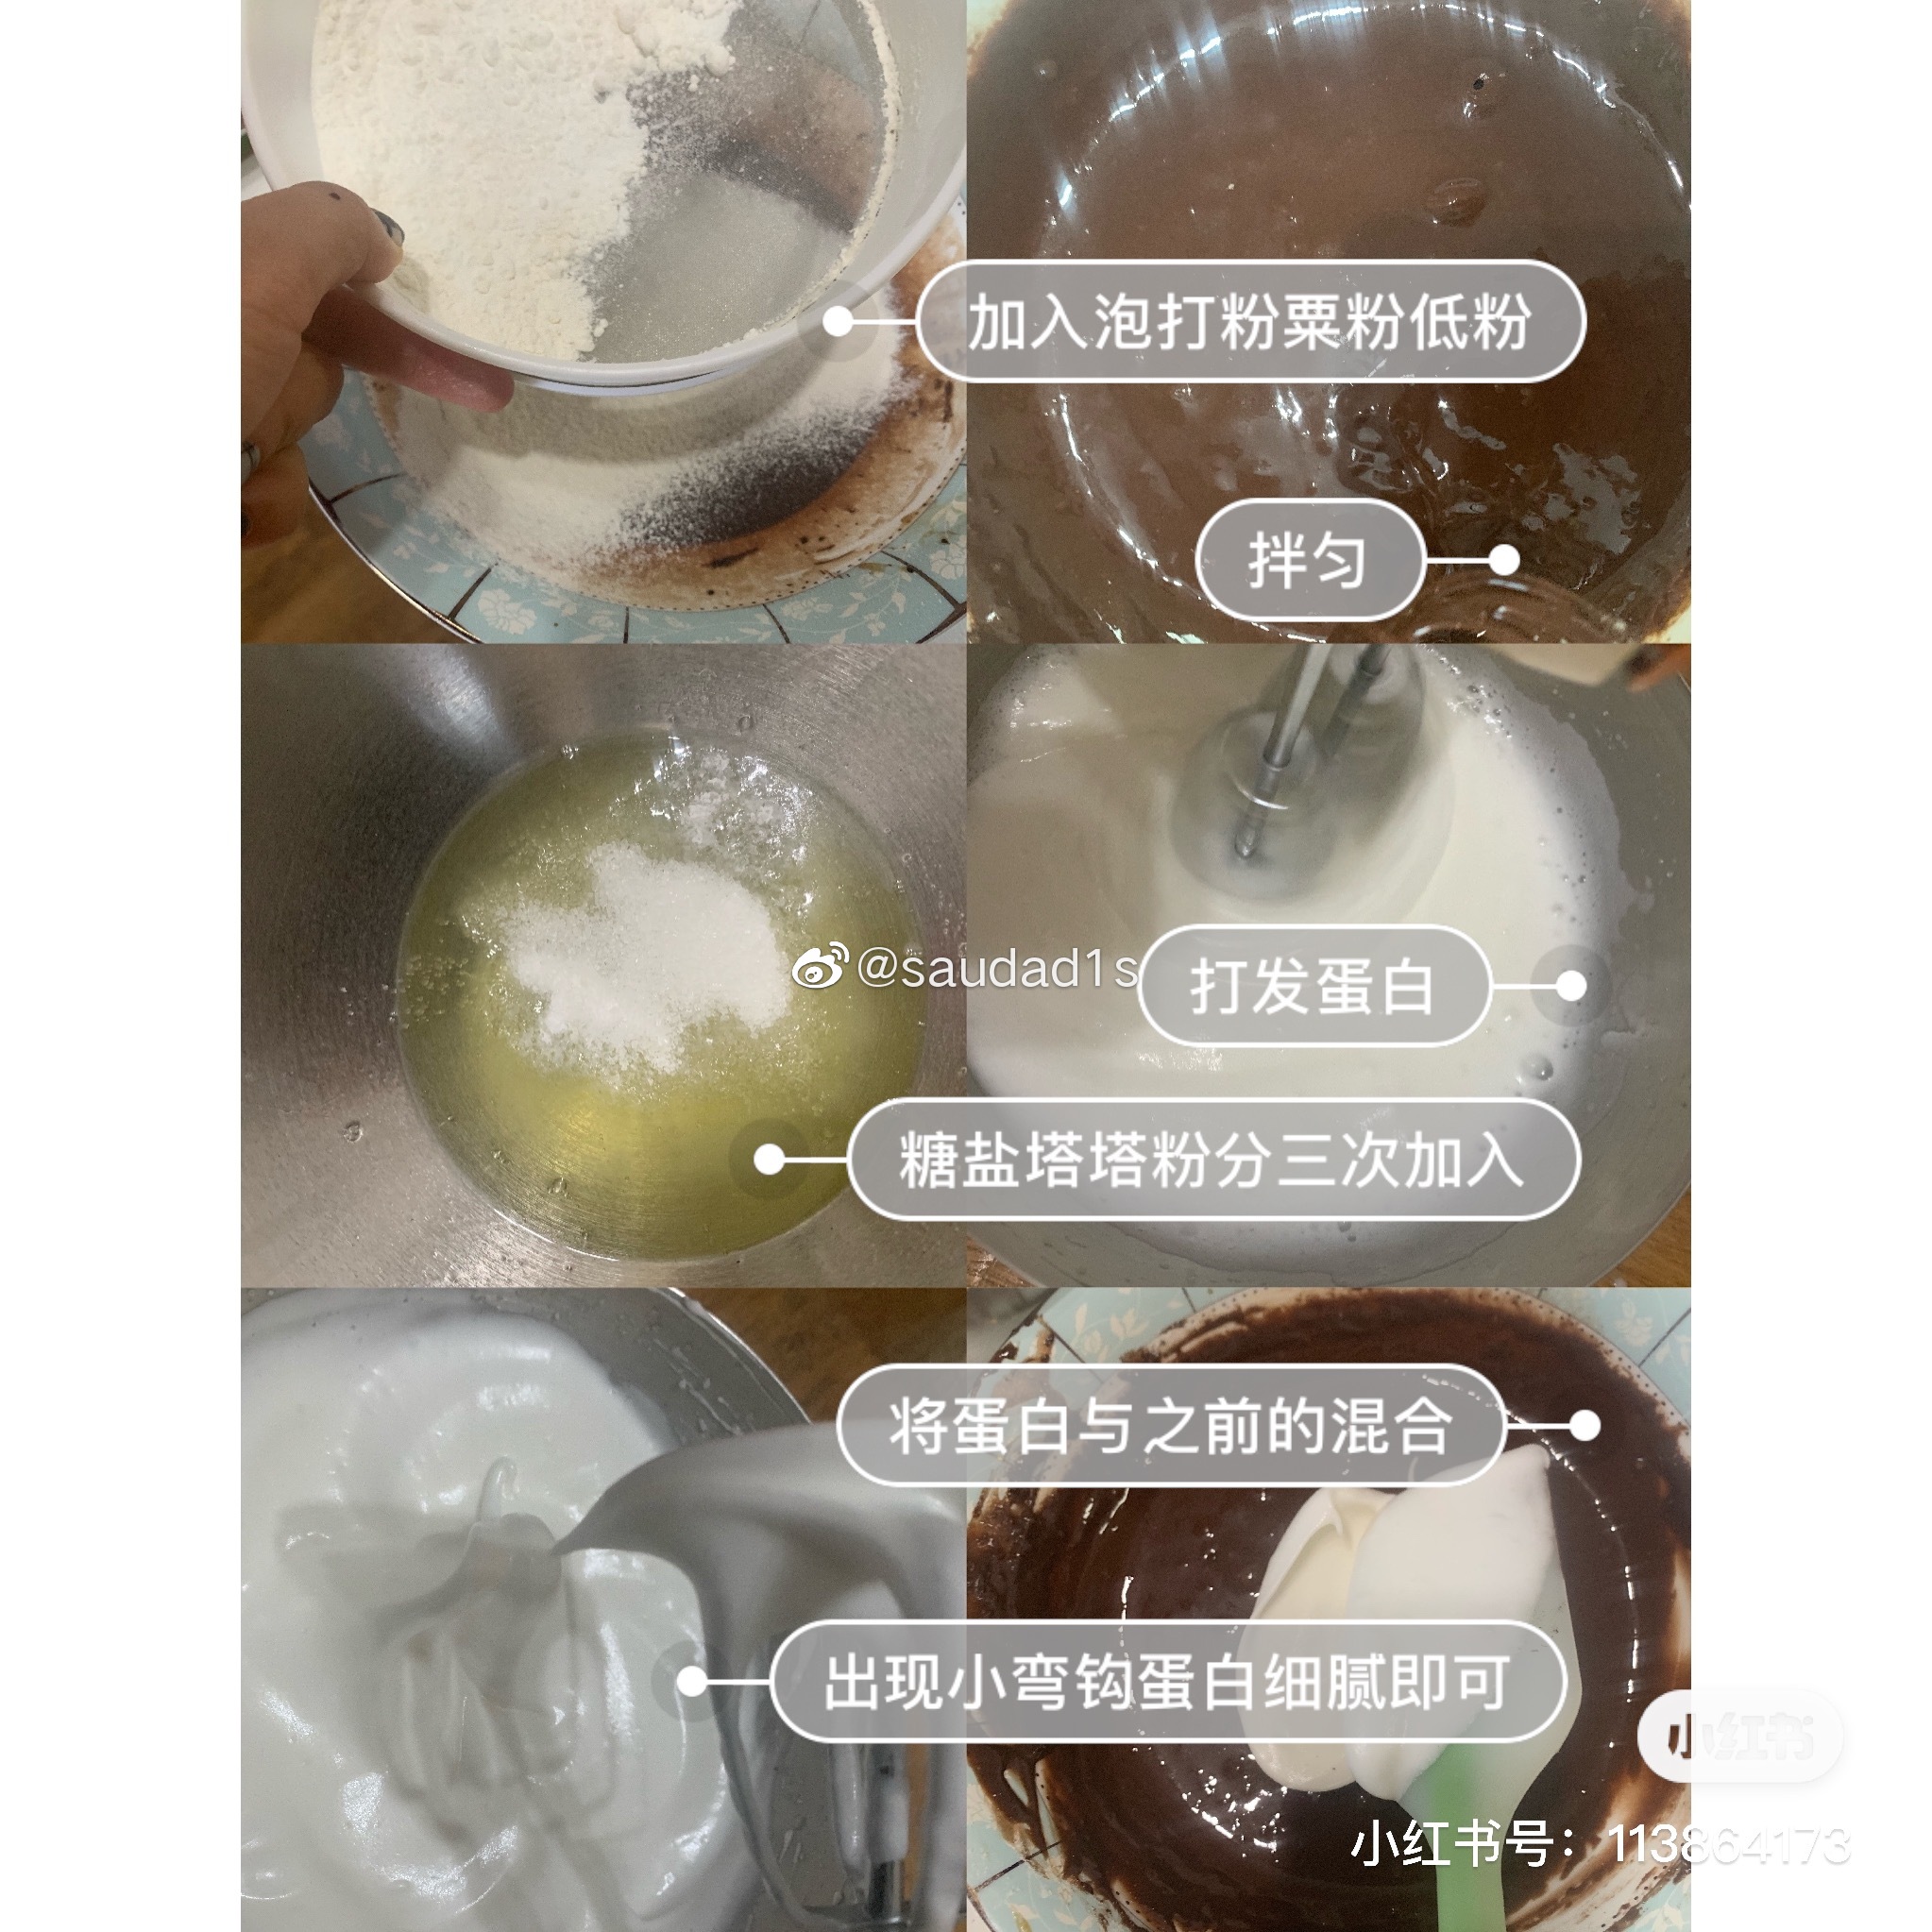 加入泡打粉粟粉低粉
拌匀
@saudad1s
打发蛋白
糖盐塔塔粉分三次加入
将蛋白与之前的混合
出现小弯钩蛋白细腻即可
小红书
小红书号：113864173